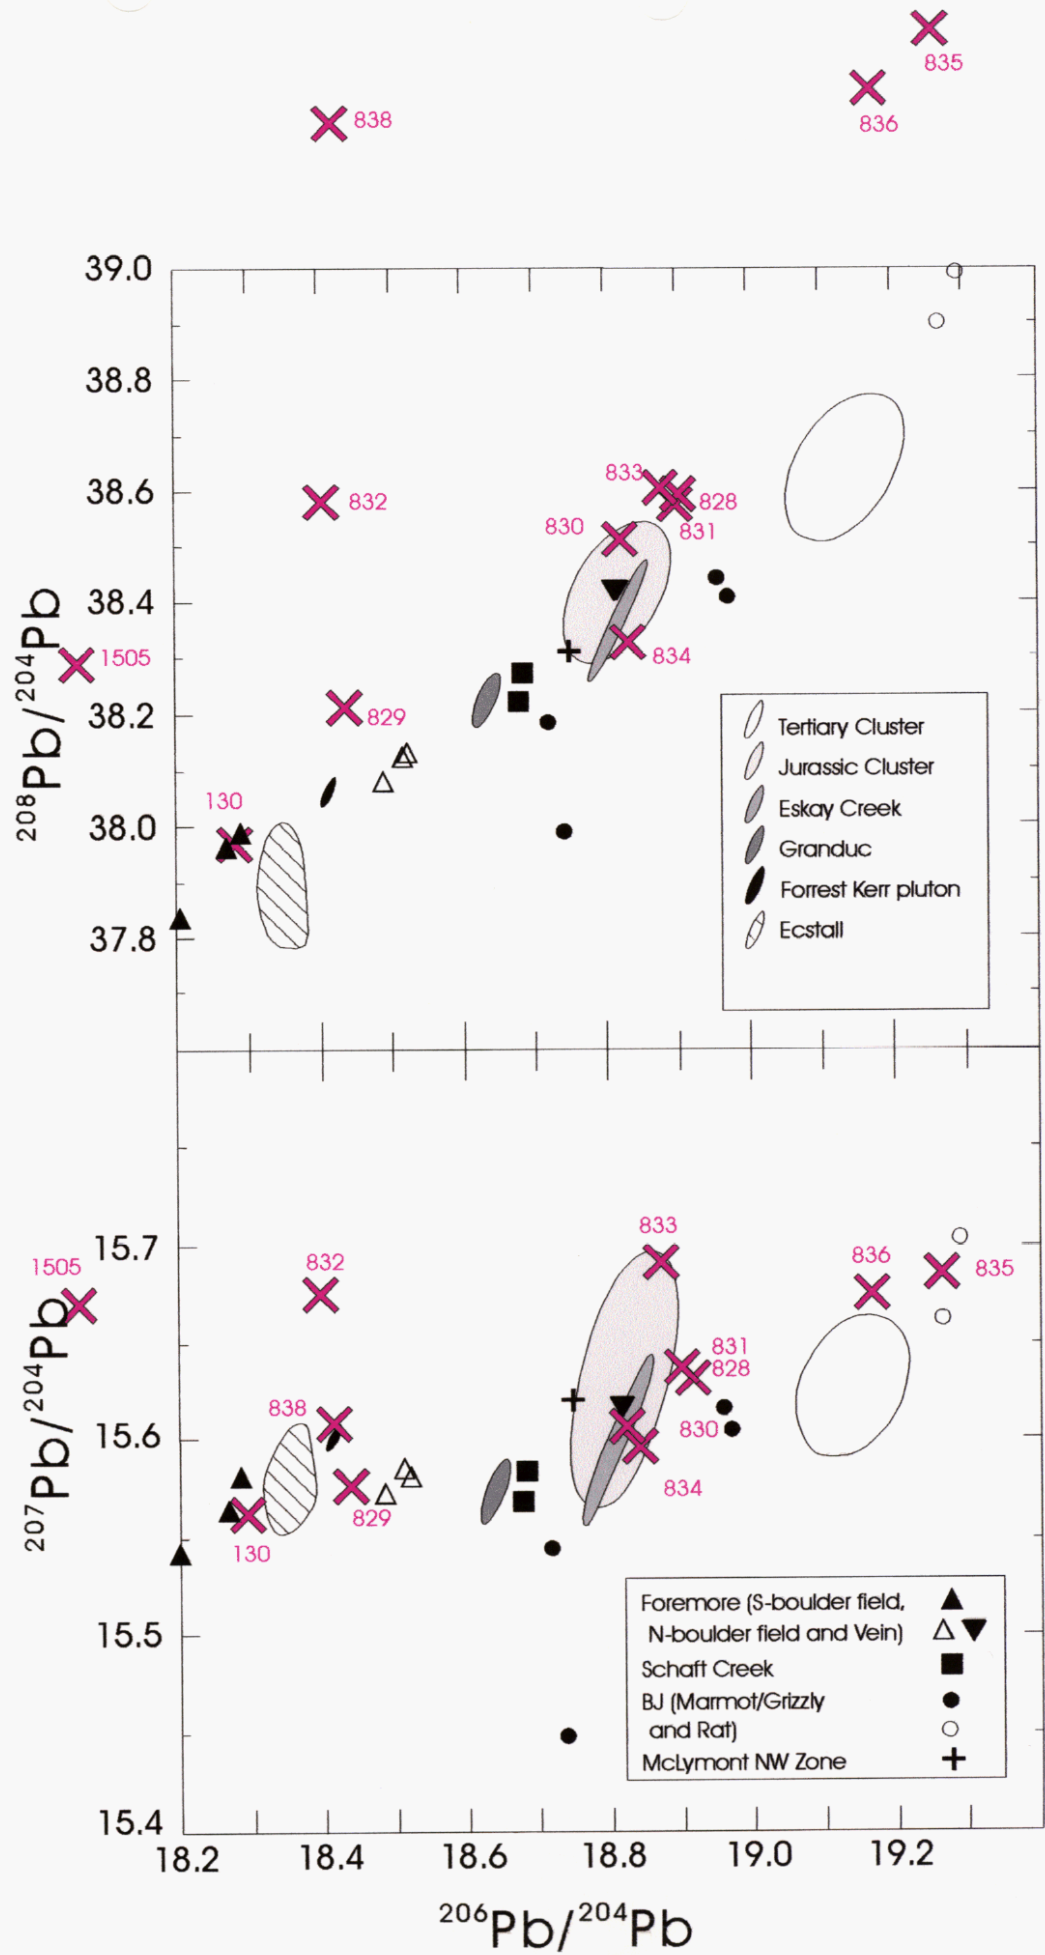 835
836
838
39.0
38.8
38.6
38.4
38.2
38.0
37.8
208Pb/204Pb
833
828
831
830
832
834
1505
829
130
Tertiary Cluster
Jurassic Cluster
Eskay Creek
Granduc
Forrest Kerr pluton
Ecstall
15.7
15.6
15.5
15.4
207Pb/204Pb
1505
832
833
836
835
831
828
838
830
834
829
130
Foremore (S-boulder field,
N-boulder field and Vein)
Schaft Creek
BJ (Marmot/Grizzly
and Rat)
McLymont NW Zone
18.2 18.4 18.6 18.8 19.0 19.2
206Pb/204Pb